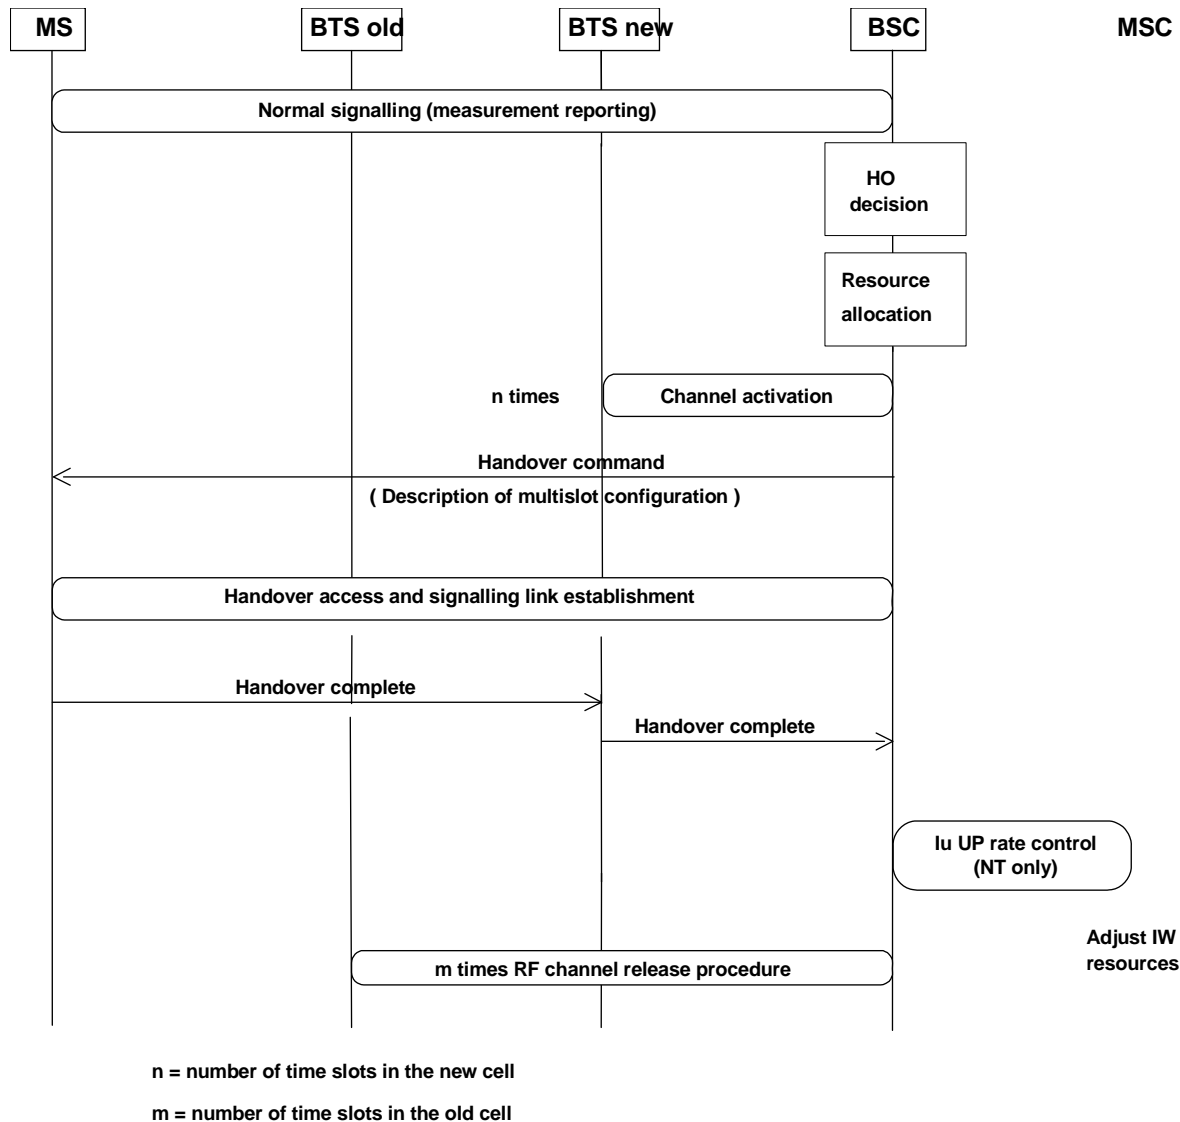 MS
BTS old
BTS new
BSC
MSC
Normal signalling (measurement reporting)
HO
decision
Resource
allocation
n times
Channel activation
Handover command
( Description of multislot configuration )
Handover access and signalling link establishment
Handover complete
Handover complete
Iu UP rate control
(NT only)
Adjust IW
resources
m times RF channel release procedure
n = number of time slots in the new cell
m = number of time slots in the old cell